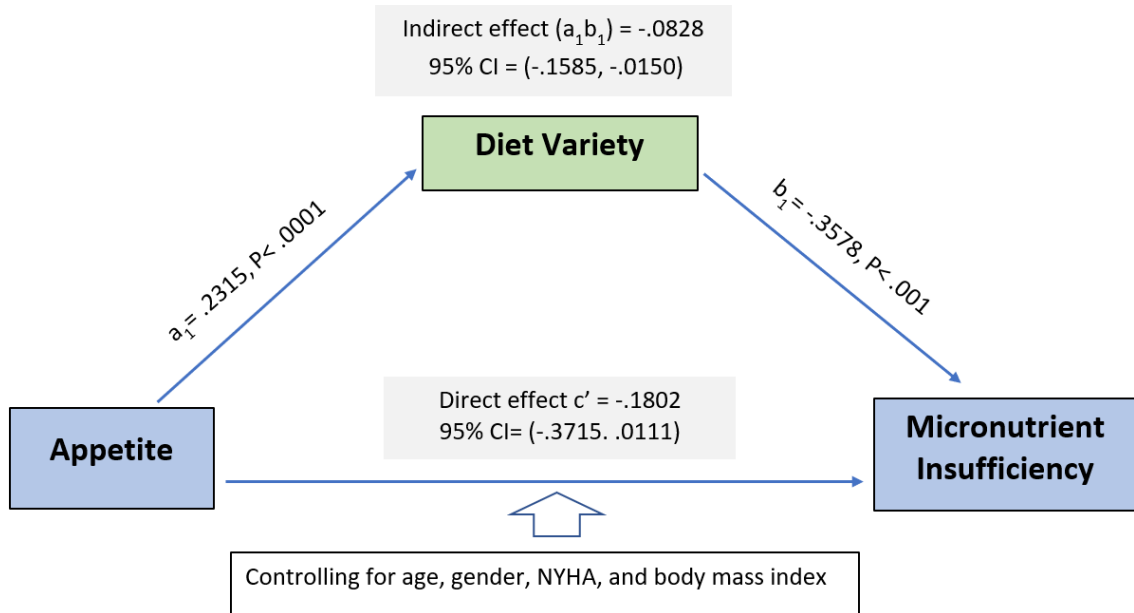 Indirect effect (a₁b₁) = -.0828
95% CI = (-.1585, -.0150)
Diet Variety
a₁= .2315, P< .0001
b₁= -.3578, P< .001
Direct effect c’ = -.1802
95% CI= (-.3715. .0111)
Appetite
Micronutrient
Insufficiency
Controlling for age, gender, NYHA, and body mass index